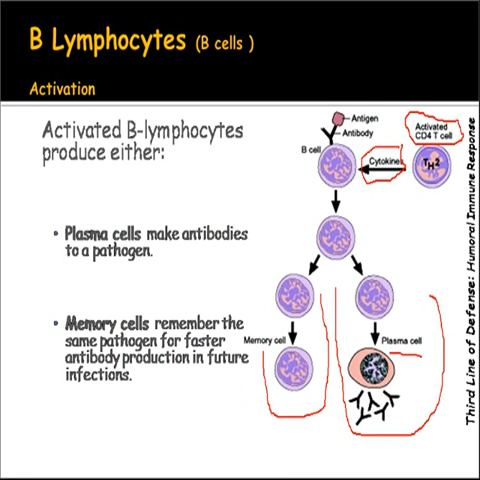 B Lymphocytes (B cells )
Activation
Activated B-lymphocytes
produce either:
• Plasma cells make antibodies
to a pathogen.
• Memory cells remember the
same pathogen for faster
antibody production in future
infections.
Antigen
Antibody
B cell
Activated
CD4 T cell
Cytokines
TH2
Memory cell
Plasma cell
Third Line of Defense: Humoral Immune Response